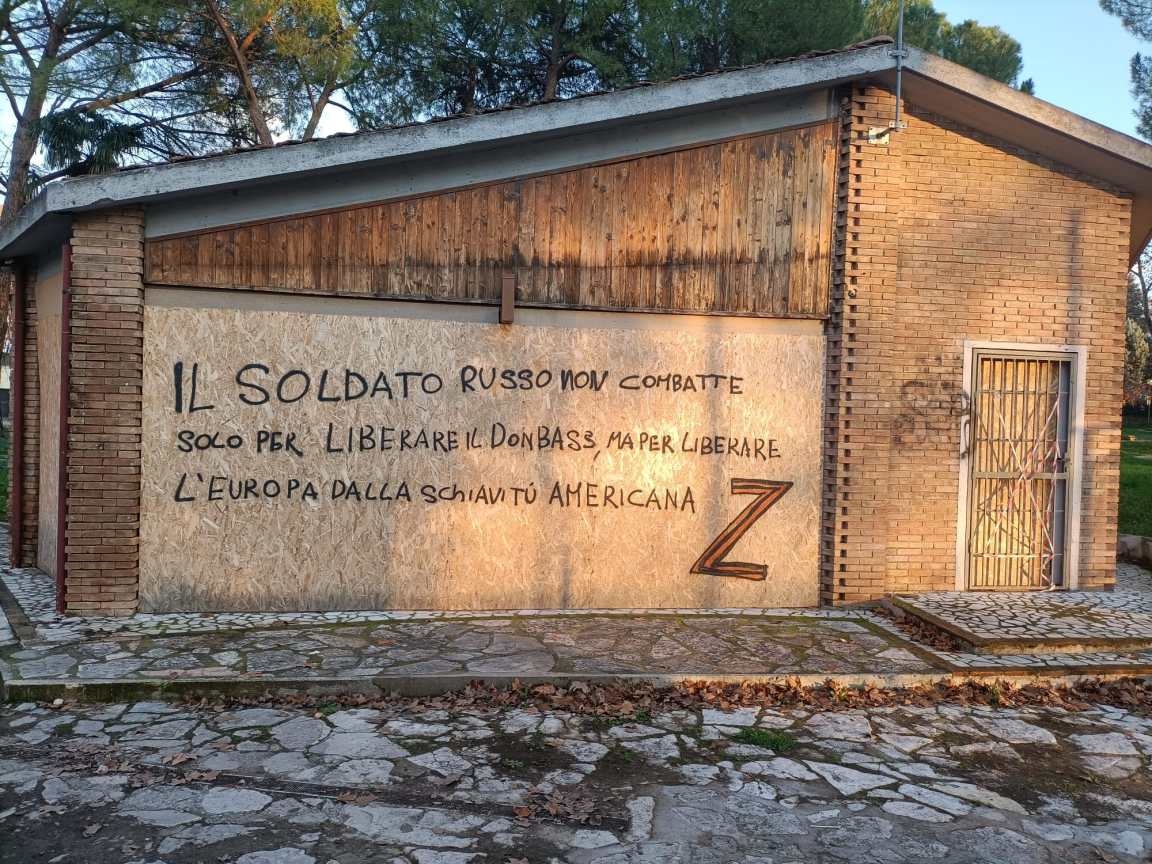 IL SOLDATO RUSSO NON COMBATTE
SOLO PER LIBERARE IL DONBASS, MA PER LIBERARE
L'EUROPA DALLA SCHIAVITÚ AMERICANA
Z